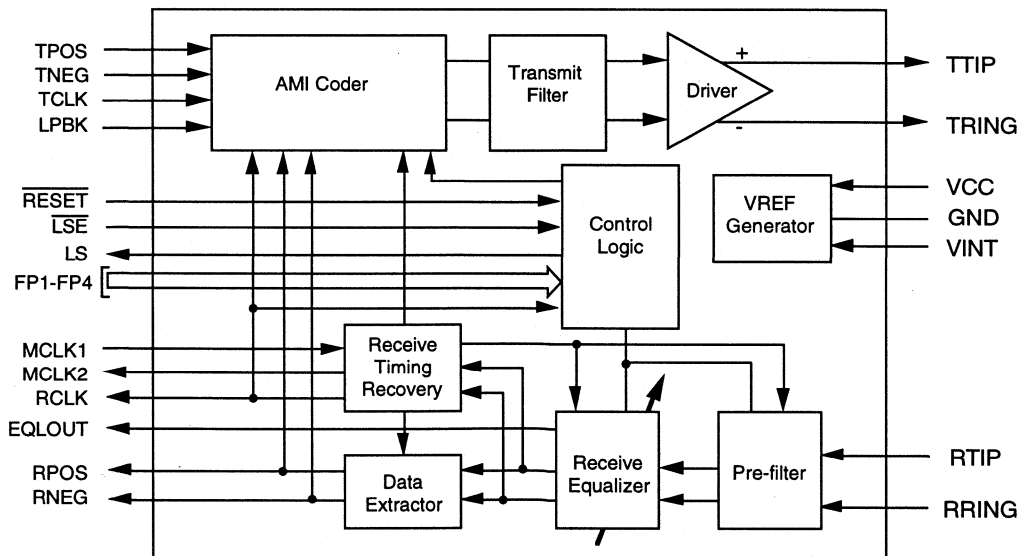 TPOS
TNEG
TCLK
LPBK
AMI Coder
Transmit
Filter
Driver
+
-
TTIP
TRING
RESET
LSE
LS
FP1-FP4
Control
Logic
VREF
Generator
VCC
GND
VINT
MCLK1
MCLK2
RCLK
EQLOUT
RPOS
RNEG
Receive
Timing
Recovery
Data
Extractor
Receive
Equalizer
Pre-filter
RTIP
RRING